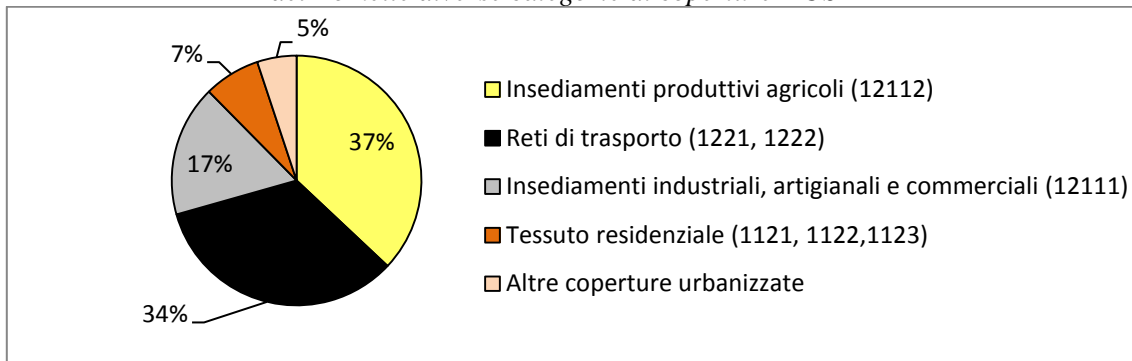 5%
7%
37%
17%
34%
Insediamenti produttivi agricoli (12112)
Reti di trasporto (1221, 1222)
Insediamenti industriali, artigianali e commerciali (12111)
Tessuto residenziale (1121, 1122,1123)
Altre coperture urbanizzate